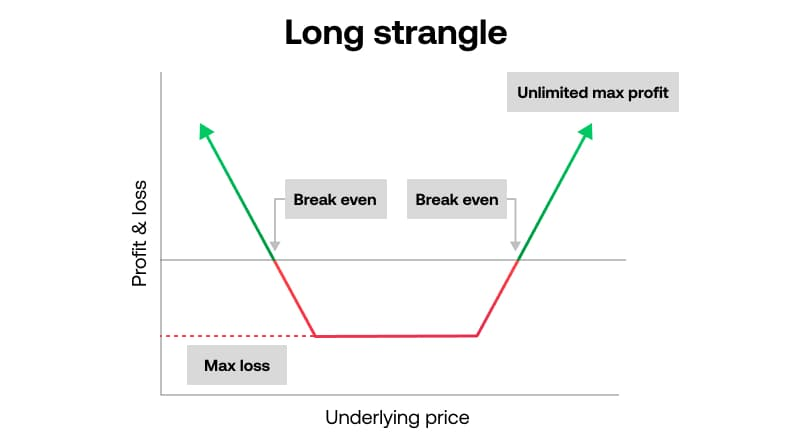 Long strangle
Unlimited max profit
Break even
Break even
Profit & loss
Max loss
Underlying price